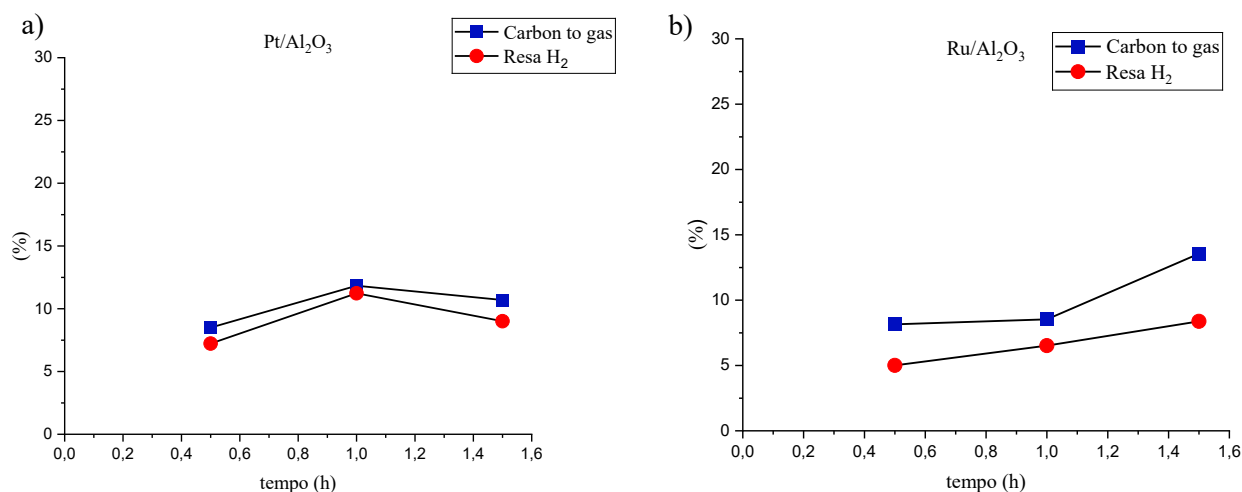 a)
Pt/Al₂O₃
Carbon to gas
Resa H₂
30
25
20
15
10
5
0
(%)
0,0 0,2 0,4 0,6 0,8 1,0 1,2 1,4 1,6
tempo (h)
b)
Ru/Al₂O₃
Carbon to gas
Resa H₂
30
25
20
15
10
5
0
(%)
0,0 0,2 0,4 0,6 0,8 1,0 1,2 1,4 1,6
tempo (h)